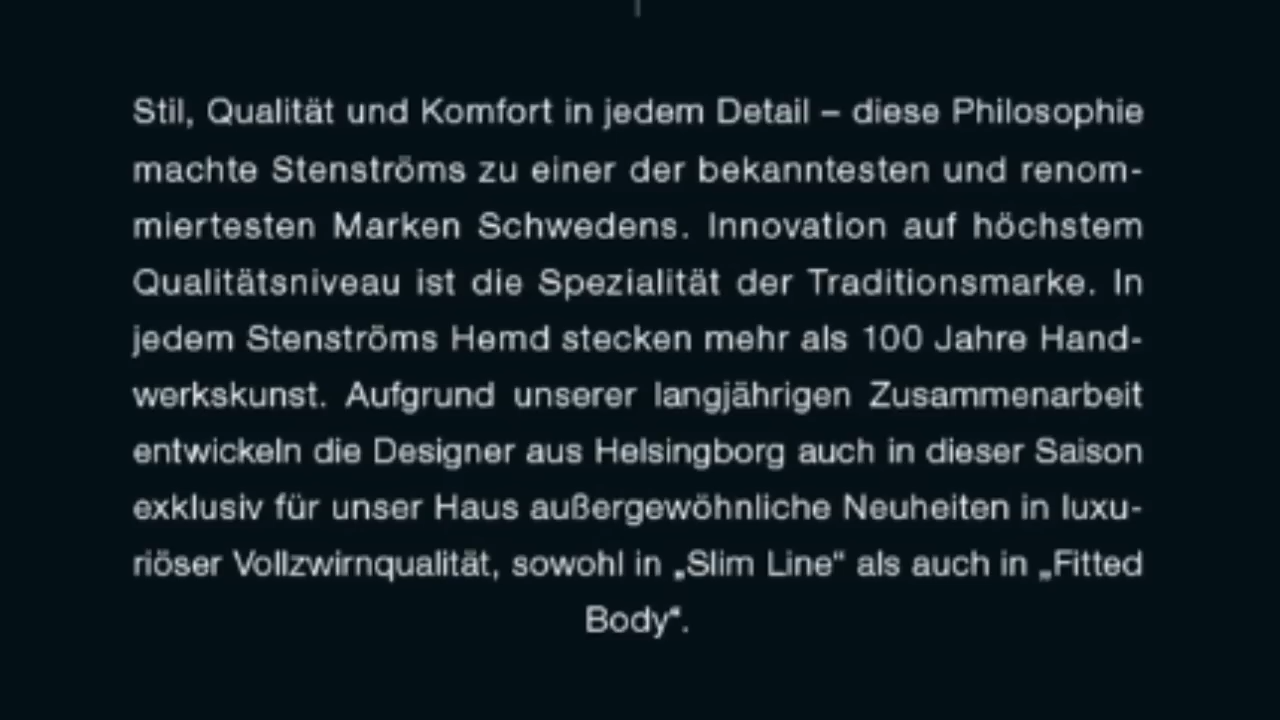 Stil, Qualität und Komfort in jedem Detail – diese Philosophie
machte Stenströms zu einer der bekanntesten und renom-
miertesten Marken Schwedens. Innovation auf höchstem
Qualitätsniveau ist die Spezialität der Traditionsmarke. In
jedem Stenströms Hemd stecken mehr als 100 Jahre Hand-
werkskunst. Aufgrund unserer langjährigen Zusammenarbeit
entwickeln die Designer aus Helsingborg auch in dieser Saison
exklusiv für unser Haus außergewöhnliche Neuheiten in luxu-
riöser Vollzwirnqualität, sowohl in „Slim Line“ als auch in „Fitted
Body“.